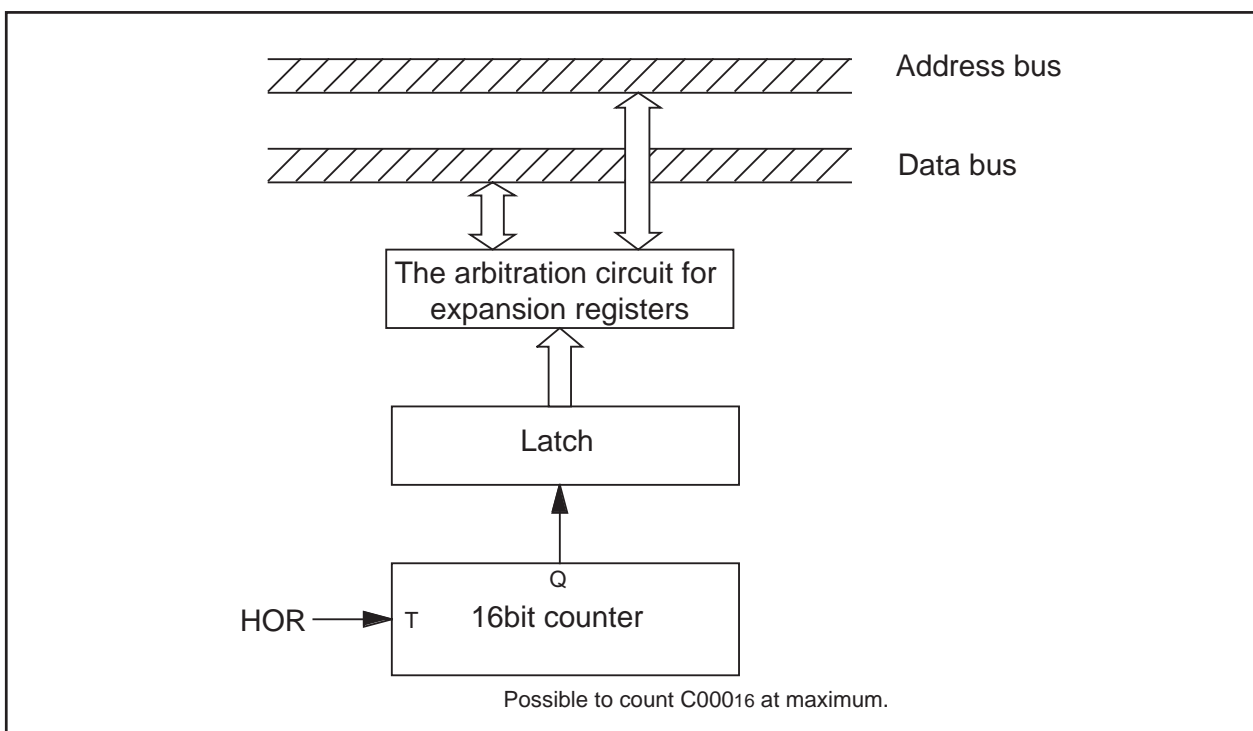 Address bus
Data bus
The arbitration circuit for
expansion registers
Latch
Q
HOR
T
16bit counter
Possible to count C00016 at maximum.